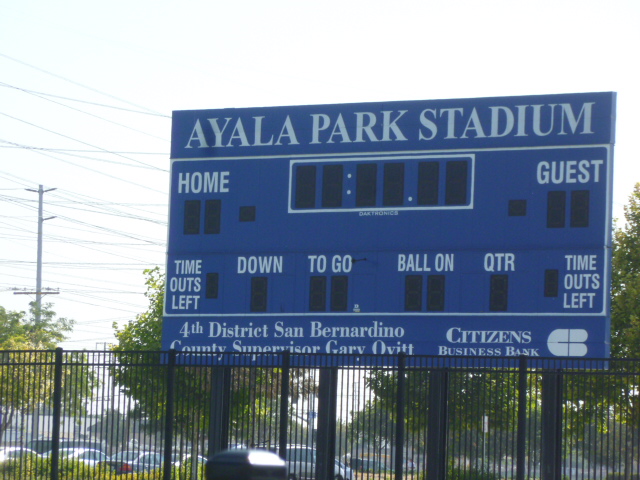 AYALA PARK STADIUM
HOME
GUEST
DAKTRONICS
TIME
OUTS
LEFT
DOWN
TO GO
BALL ON
QTR
TIME
OUTS
LEFT
4th District San Bernardino
County Supervisor Gary Ovitt
CITIZENS
BUSINESS BANK